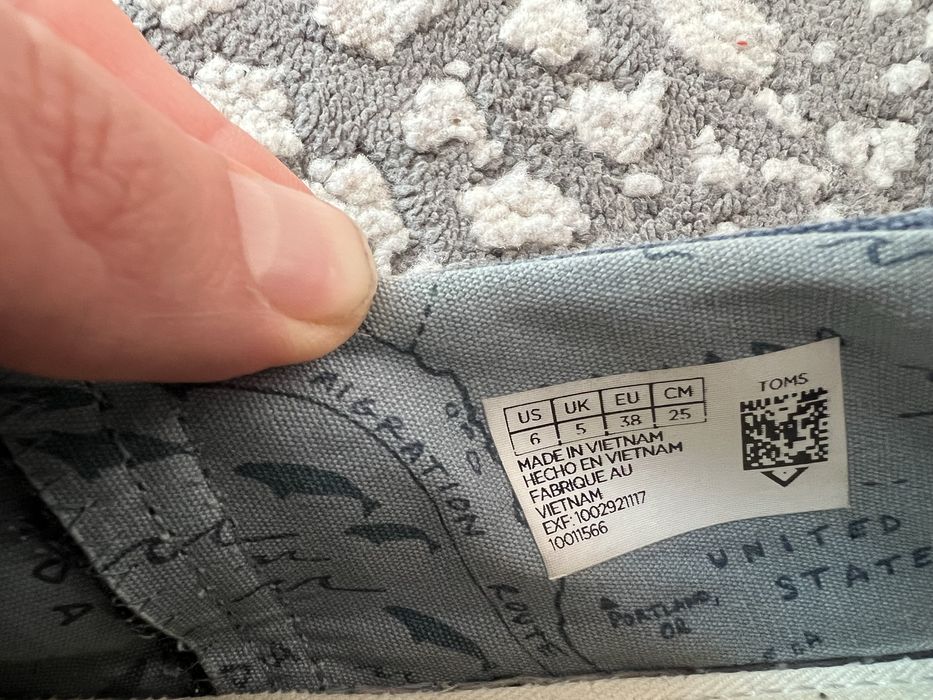 TOMS
US UK EU CM
6 5 38 25
MADE IN VIETNAM
HECHO EN VIETNAM
FABRIQUE AU
VIETNAM
EXF: 1002921117
10011566
MIGRATION
ROUTE
UNITED
STATE
PORTLAND,
OR